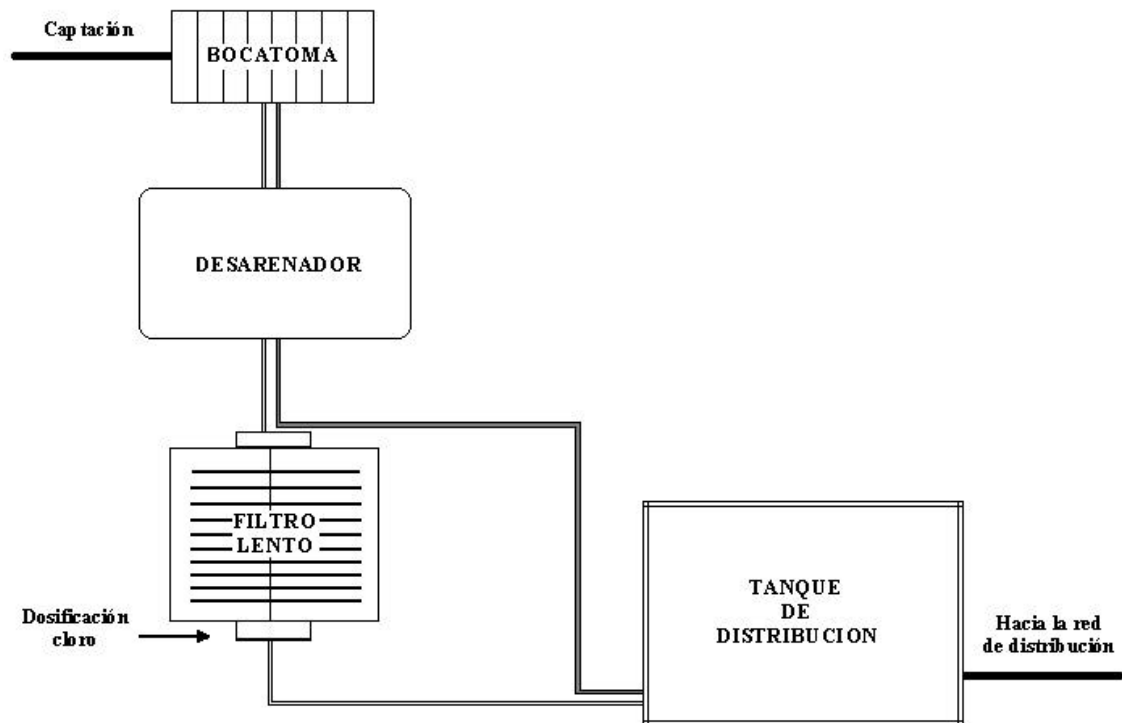 Captación
BOCATOMA
DESARENADOR
FILTRO
LENTO
Dosificación
cloro
TANQUE
DE
DISTRIBUCION
Hacia la red
de distribución